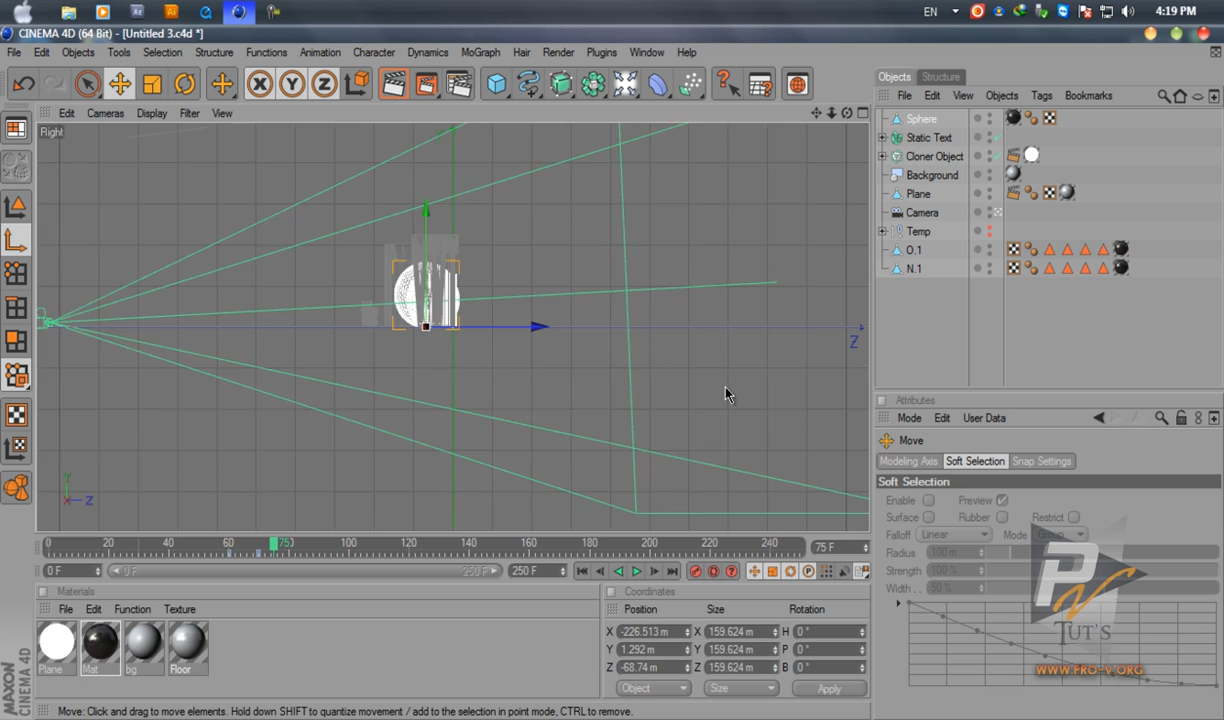 EN
4:19 PM
CINEMA 4D (64 Bit) - [Untitled 3.c4d *]
File Edit Objects Tools Selection Structure Functions Animation Character Dynamics MoGraph Hair Render Plugins Window Help
X Y Z
Edit Cameras Display Filter View
Right
Y
Z
Z
0 20 40 60 75 100 120 140 160 180 200 220 240
75 F
0 F
0 F
250 F
250 F
Materials
File Edit Function Texture
Plane Mat bg Floor
Coordinates
Position Size Rotation
X -226.513 m X 159.624 m H 0 °
Y 1.292 m Y 159.624 m P 0 °
Z -68.74 m Z 159.624 m B 0 °
Object Size Apply
MAXON
CINEMA 4D
Move: Click and drag to move elements. Hold down SHIFT to quantize movement / add to the selection in point mode, CTRL to remove.
Objects Structure
File Edit View Objects Tags Bookmarks
Sphere
Static Text
Cloner Object
Background
Plane
Camera
Temp
O.1
N.1
Attributes
Mode Edit User Data
Move
Modeling Axis Soft Selection Snap Settings
Soft Selection
Enable Preview
Surface Rubber Restrict
Falloff Linear Mode Group
Radius 100 m
Strength 100 %
Width . . 50 %
PV
TUT'S
WWW.PRO-V.ORG